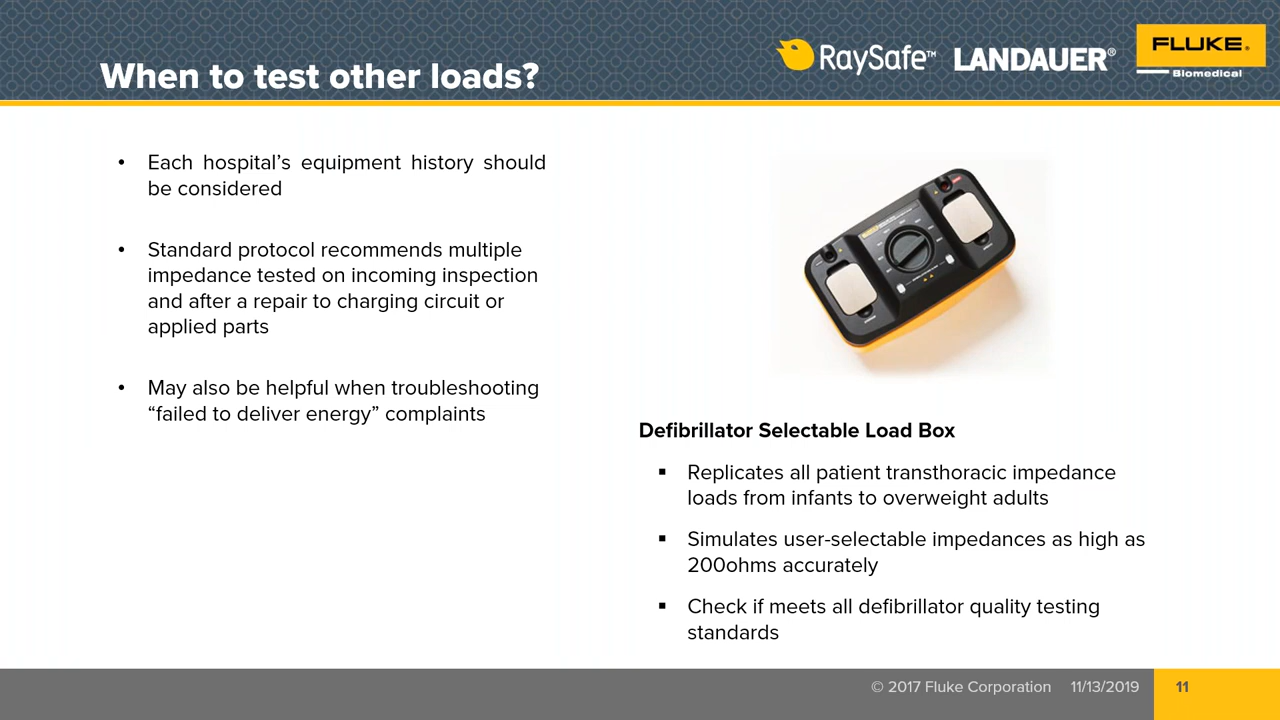 When to test other loads?
RaySafe™
LANDAUER®
FLUKE®
Biomedical
• Each hospital’s equipment history should
be considered
• Standard protocol recommends multiple
impedance tested on incoming inspection
and after a repair to charging circuit or
applied parts
• May also be helpful when troubleshooting
“failed to deliver energy” complaints
Defibrillator Selectable Load Box
▪ Replicates all patient transthoracic impedance
loads from infants to overweight adults
▪ Simulates user-selectable impedances as high as
200ohms accurately
▪ Check if meets all defibrillator quality testing
standards
© 2017 Fluke Corporation 11/13/2019 11